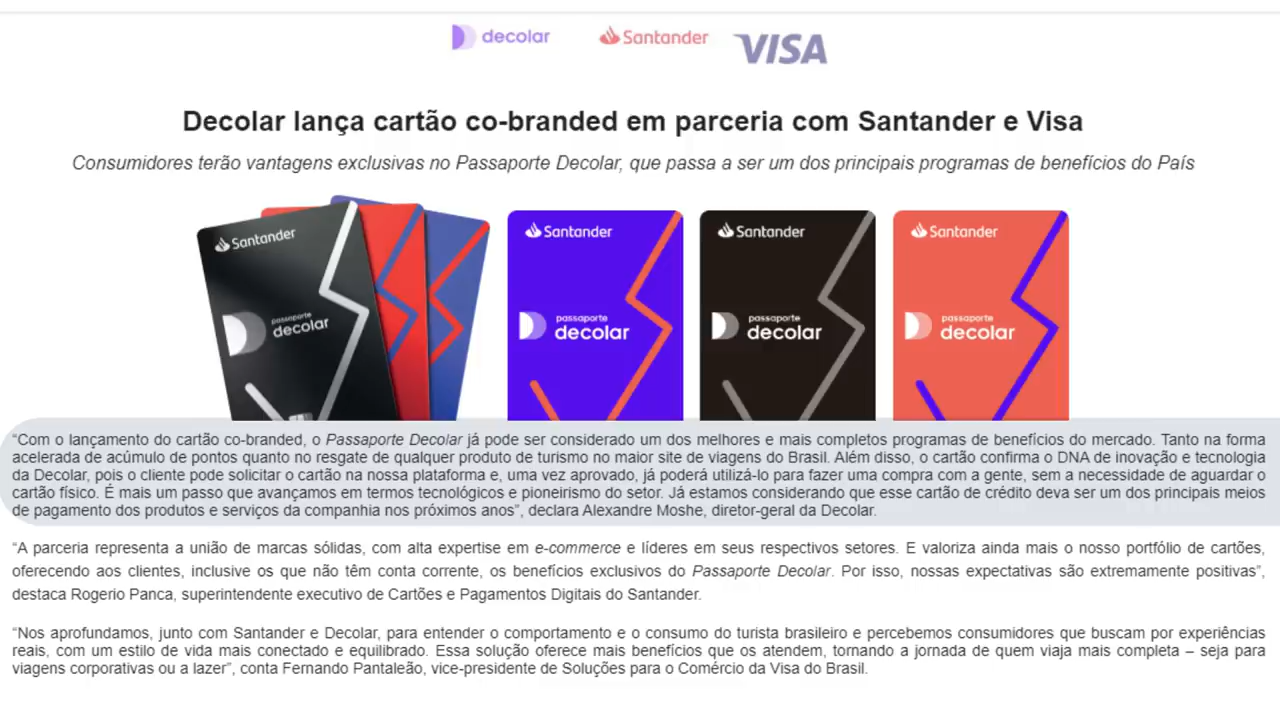 decolar
Santander
VISA
Decolar lança cartão co-branded em parceria com Santander e Visa
Consumidores terão vantagens exclusivas no Passaporte Decolar, que passa a ser um dos principais programas de benefícios do País
Santander
passaporte
decolar
Santander
passaporte
decolar
Santander
passaporte
decolar
Santander
passaporte
decolar
“Com o lançamento do cartão co-branded, o Passaporte Decolar já pode ser considerado um dos melhores e mais completos programas de benefícios do mercado. Tanto na forma
acelerada de acúmulo de pontos quanto no resgate de qualquer produto de turismo no maior site de viagens do Brasil. Além disso, o cartão confirma o DNA de inovação e tecnologia
da Decolar, pois o cliente pode solicitar o cartão na nossa plataforma e, uma vez aprovado, já poderá utilizá-lo para fazer uma compra com a gente, sem a necessidade de aguardar o
cartão físico. É mais um passo que avançamos em termos tecnológicos e pioneirismo do setor. Já estamos considerando que esse cartão de crédito deva ser um dos principais meios
de pagamento dos produtos e serviços da companhia nos próximos anos”, declara Alexandre Moshe, diretor-geral da Decolar.
“A parceria representa a união de marcas sólidas, com alta expertise em e-commerce e líderes em seus respectivos setores. E valoriza ainda mais o nosso portfólio de cartões,
oferecendo aos clientes, inclusive os que não têm conta corrente, os benefícios exclusivos do Passaporte Decolar. Por isso, nossas expectativas são extremamente positivas”,
destaca Rogerio Panca, superintendente executivo de Cartões e Pagamentos Digitais do Santander.
“Nos aprofundamos, junto com Santander e Decolar, para entender o comportamento e o consumo do turista brasileiro e percebemos consumidores que buscam por experiências
reais, com um estilo de vida mais conectado e equilibrado. Essa solução oferece mais benefícios que os atendem, tornando a jornada de quem viaja mais completa – seja para
viagens corporativas ou a lazer”, conta Fernando Pantaleão, vice-presidente de Soluções para o Comércio da Visa do Brasil.